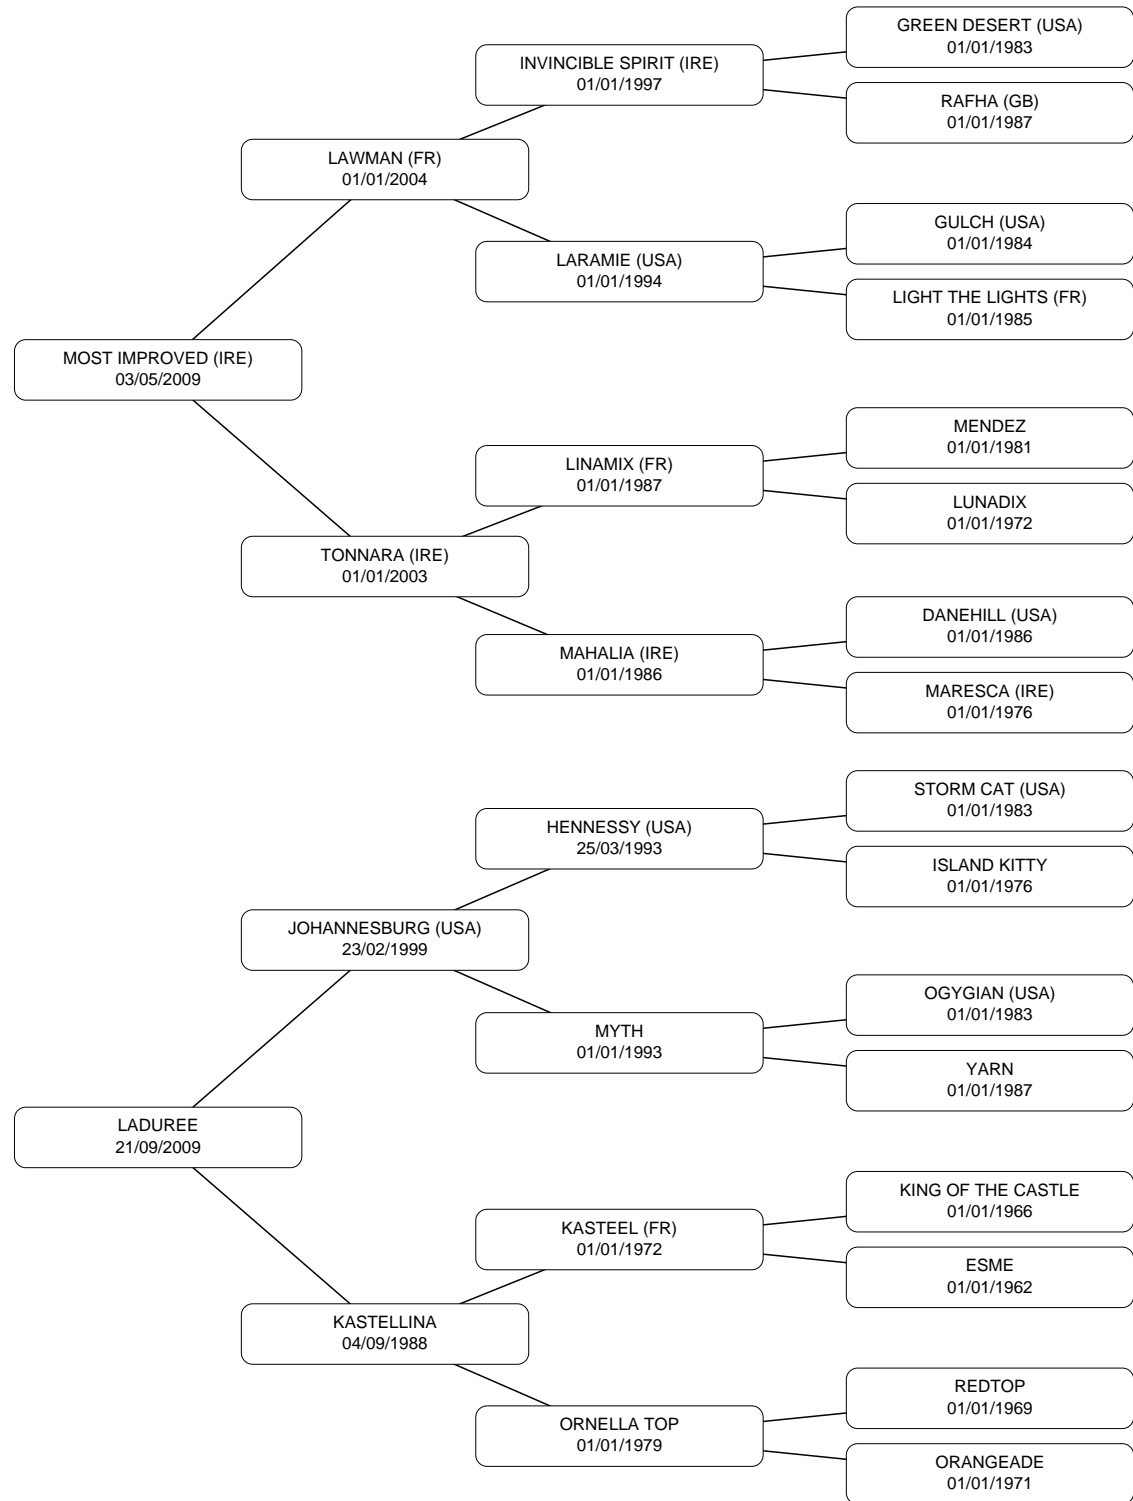 GREEN DESERT (USA)
01/01/1983
INVINCIBLE SPIRIT (IRE)
01/01/1997
RAFHA (GB)
01/01/1987
LAWMAN (FR)
01/01/2004
GULCH (USA)
01/01/1984
LARAMIE (USA)
01/01/1994
LIGHT THE LIGHTS (FR)
01/01/1985
MOST IMPROVED (IRE)
03/05/2009
MENDEZ
01/01/1981
LINAMIX (FR)
01/01/1987
LUNADIX
01/01/1972
TONNARA (IRE)
01/01/2003
DANEHILL (USA)
01/01/1986
MAHALIA (IRE)
01/01/1986
MARESCA (IRE)
01/01/1976
STORM CAT (USA)
01/01/1983
HENNESSY (USA)
25/03/1993
ISLAND KITTY
01/01/1976
JOHANNESBURG (USA)
23/02/1999
OGYGIAN (USA)
01/01/1983
MYTH
01/01/1993
YARN
01/01/1987
LADUREE
21/09/2009
KING OF THE CASTLE
01/01/1966
KASTEEL (FR)
01/01/1972
ESME
01/01/1962
KASTELLINA
04/09/1988
REDTOP
01/01/1969
ORNELLA TOP
01/01/1979
ORANGEADE
01/01/1971